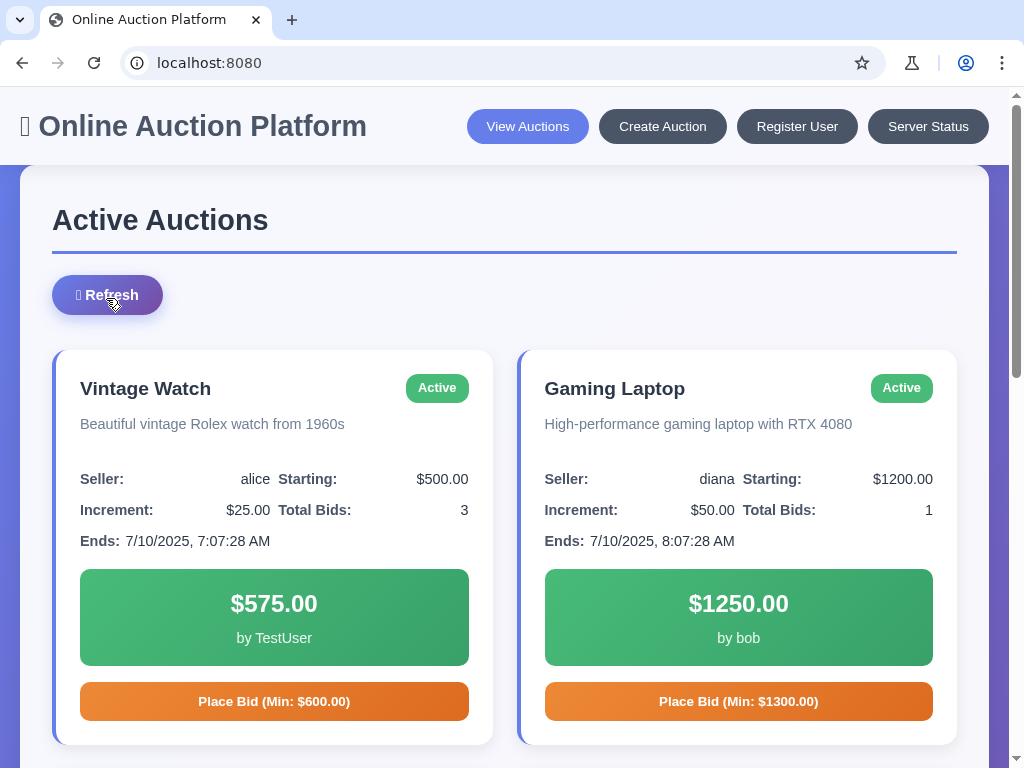 Online Auction Platform
localhost:8080
Online Auction Platform
View Auctions
Create Auction
Register User
Server Status
Active Auctions
Refresh
Vintage Watch
Active
Beautiful vintage Rolex watch from 1960s
Seller: alice Starting: $500.00
Increment: $25.00 Total Bids: 3
Ends: 7/10/2025, 7:07:28 AM
$575.00
by TestUser
Place Bid (Min: $600.00)
Gaming Laptop
Active
High-performance gaming laptop with RTX 4080
Seller: diana Starting: $1200.00
Increment: $50.00 Total Bids: 1
Ends: 7/10/2025, 8:07:28 AM
$1250.00
by bob
Place Bid (Min: $1300.00)